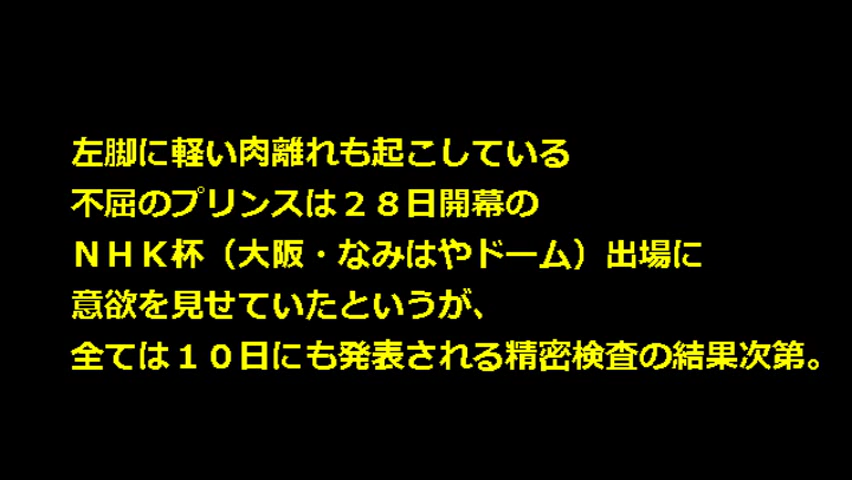 左脚に軽い肉離れも起こしている
不屈のプリンスは２８日開幕の
ＮＨＫ杯（大阪・なみはやドーム）出場に
意欲を見せていたというが、
全ては１０日にも発表される精密検査の結果次第。